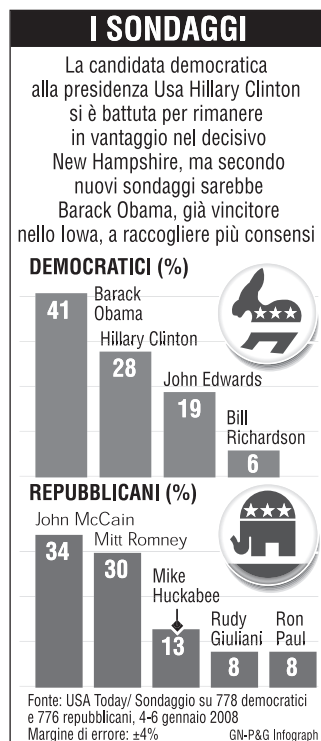 I SONDAGGI
La candidata democratica
alla presidenza Usa Hillary Clinton
si è battuta per rimanere
in vantaggio nel decisivo
New Hampshire, ma secondo
nuovi sondaggi sarebbe
Barack Obama, già vincitore
nello Iowa, a raccogliere più consensi
DEMOCRATICI (%)
41
Barack
Obama
28
Hillary Clinton
19
John Edwards
6
Bill
Richardson
REPUBBLICANI (%)
34
John McCain
30
Mitt Romney
13
Mike
Huckabee
8
Rudy
Giuliani
8
Ron
Paul
Fonte: USA Today/ Sondaggio su 778 democratici
e 776 repubblicani, 4-6 gennaio 2008
Margine di errore: ±4%
GN-P&G Infograph